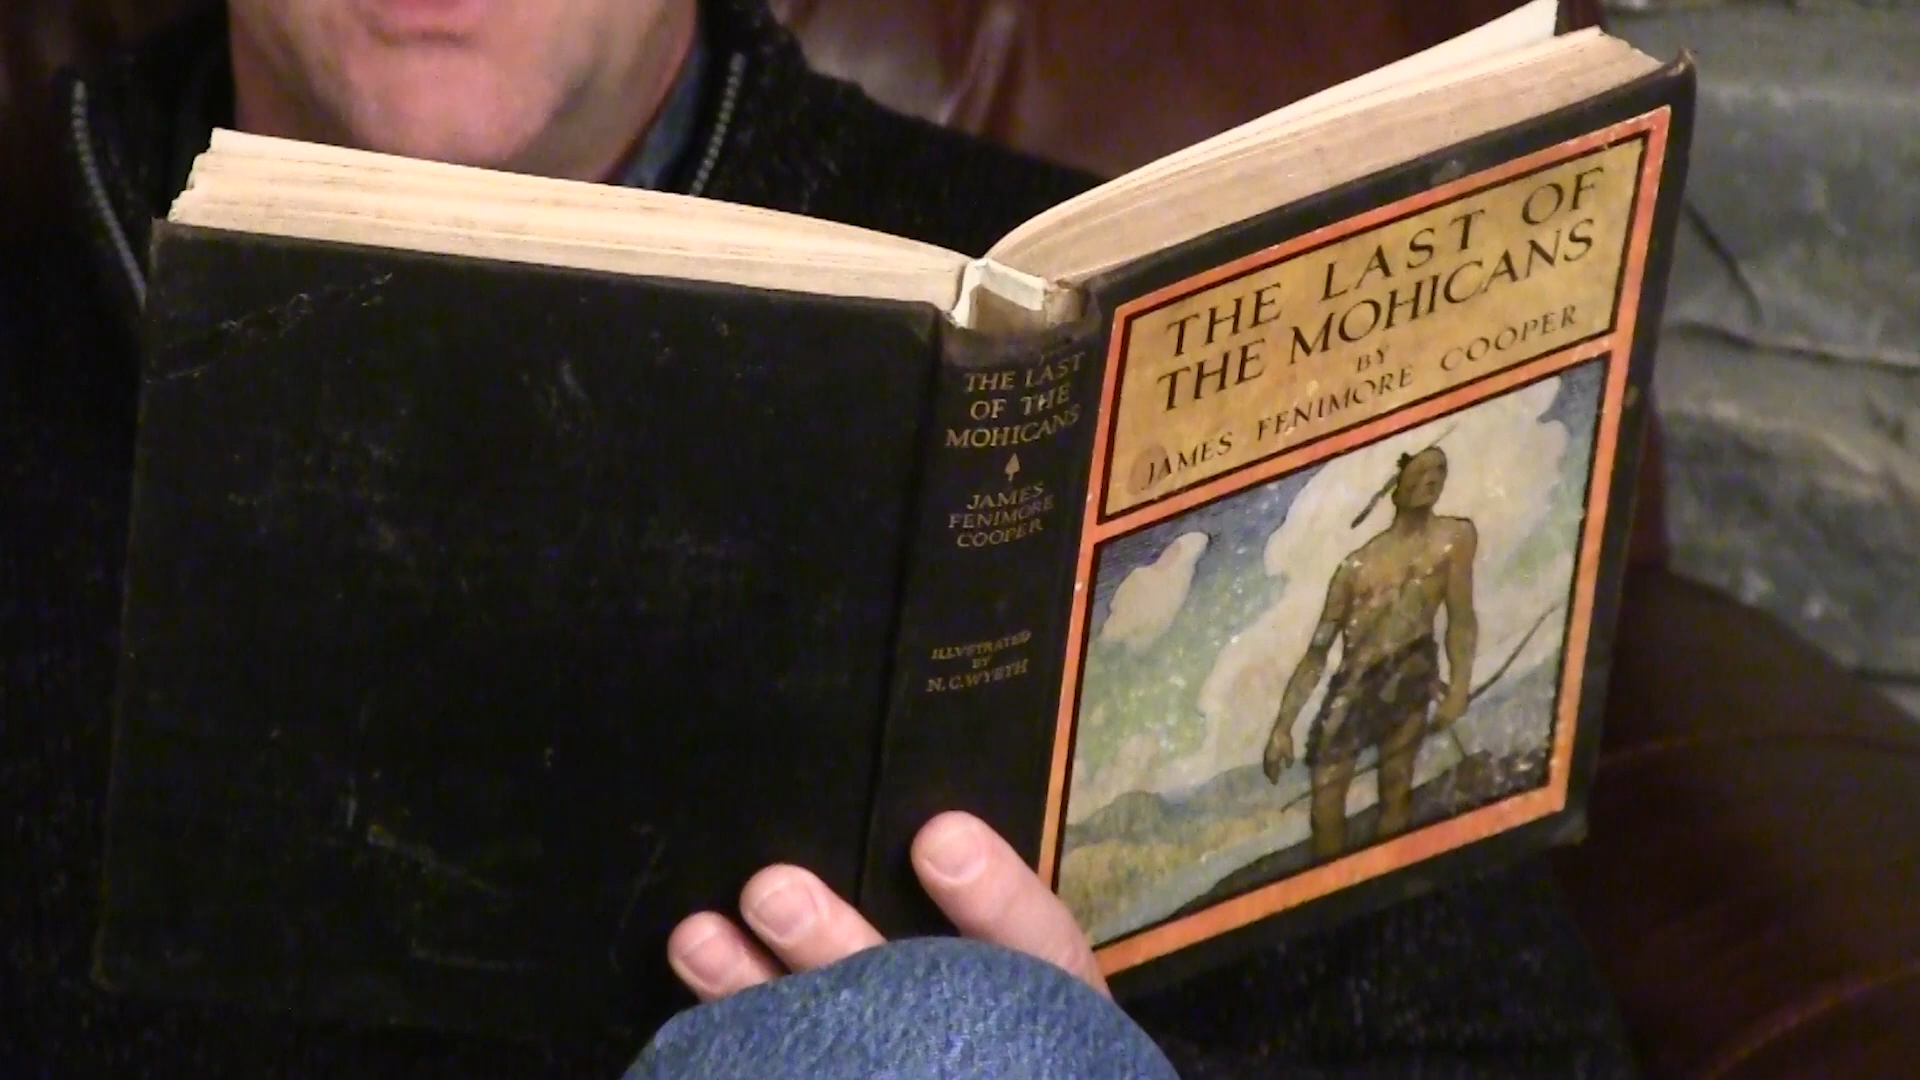 THE LAST
OF THE
MOHICANS
JAMES
FENIMORE
COOPER
ILLVSTRATED
BY
N. C. WYETH
THE LAST OF
THE MOHICANS
BY
JAMES FENIMORE COOPER